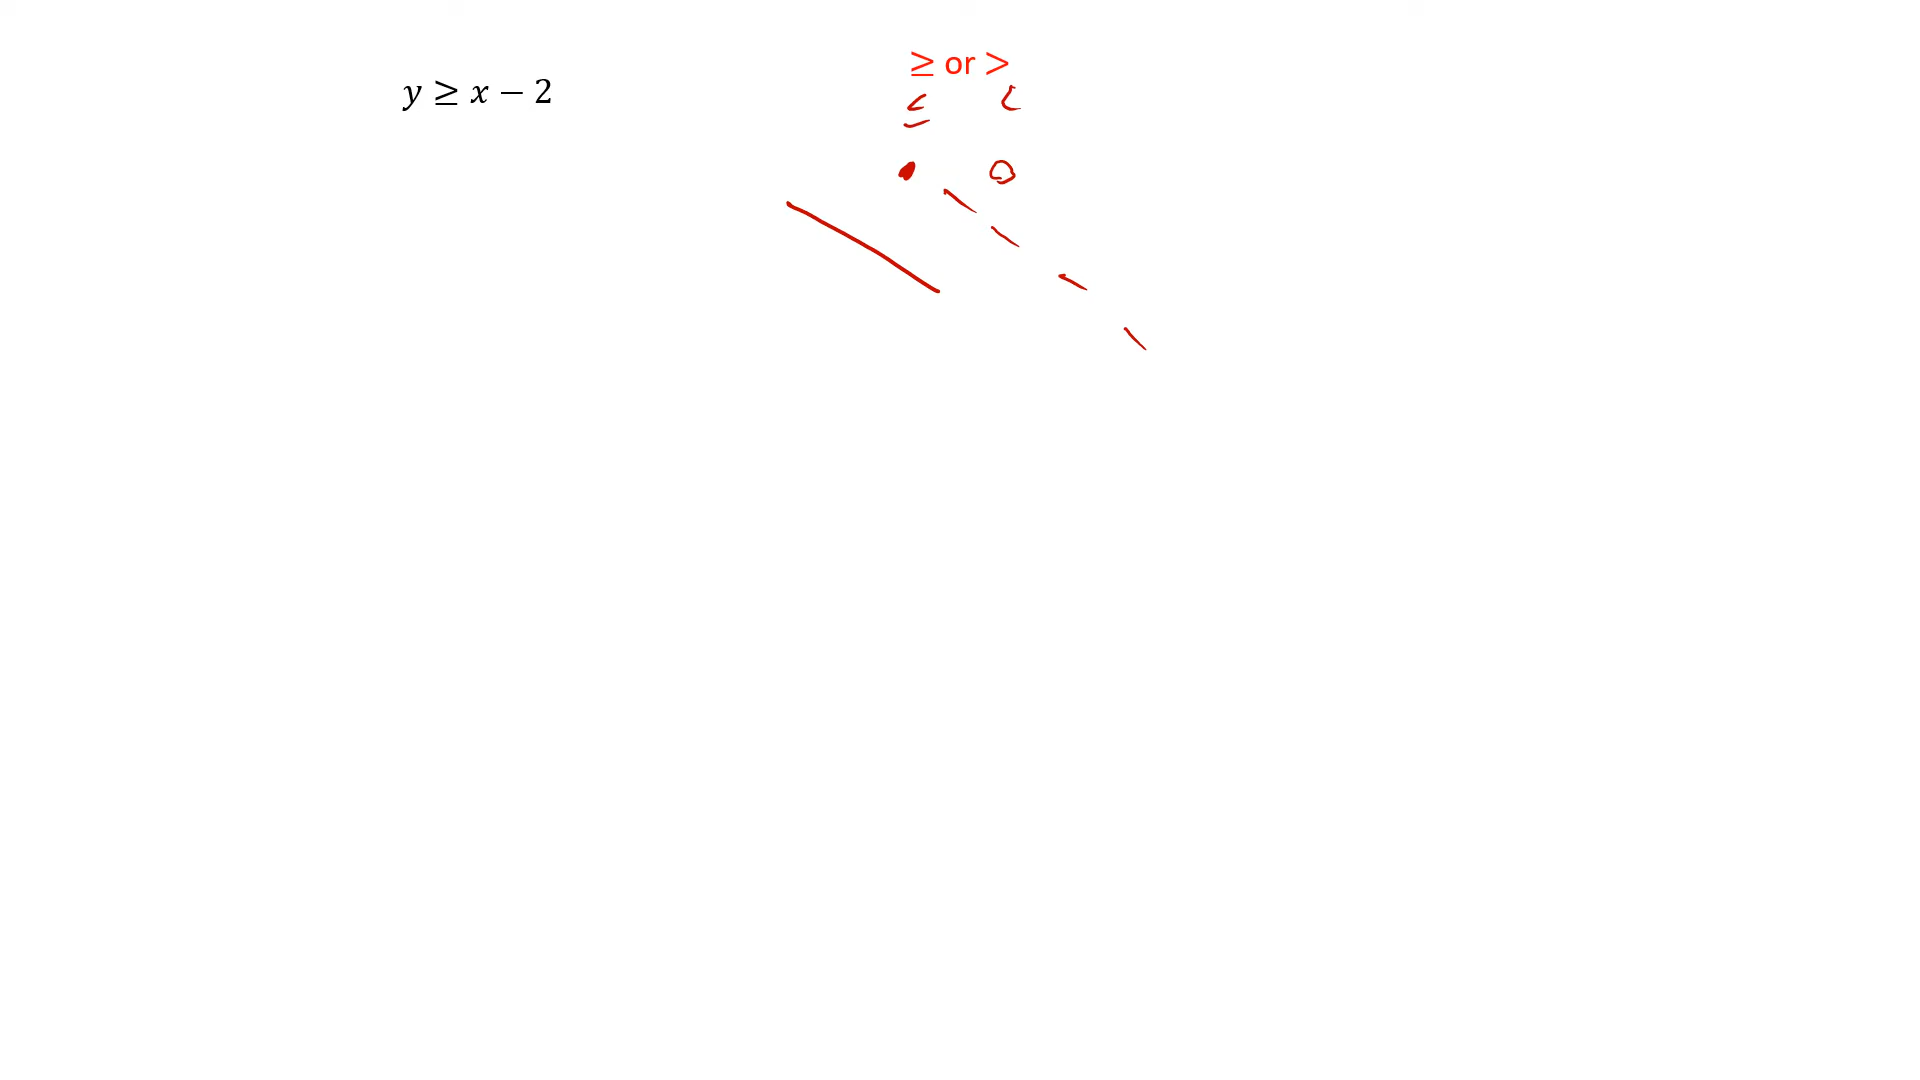 y ≥ x − 2
≥ or >
≤ <